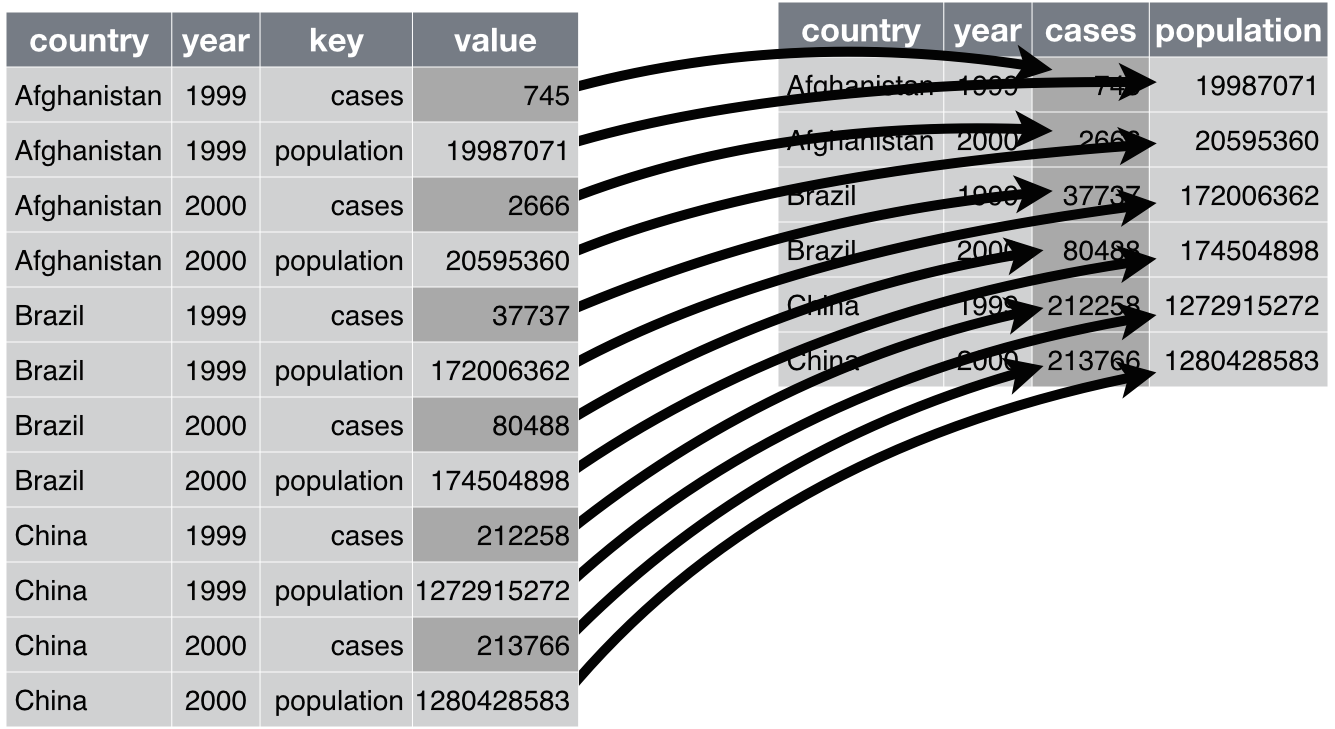 country year key value
Afghanistan 1999 cases 745
Afghanistan 1999 population 19987071
Afghanistan 2000 cases 2666
Afghanistan 2000 population 20595360
Brazil 1999 cases 37737
Brazil 1999 population 172006362
Brazil 2000 cases 80488
Brazil 2000 population 174504898
China 1999 cases 212258
China 1999 population 1272915272
China 2000 cases 213766
China 2000 population 1280428583
country year cases population
Afghanistan 1999 745 19987071
Afghanistan 2000 2666 20595360
Brazil 1999 37737 172006362
Brazil 2000 80488 174504898
China 1999 212258 1272915272
China 2000 213766 1280428583